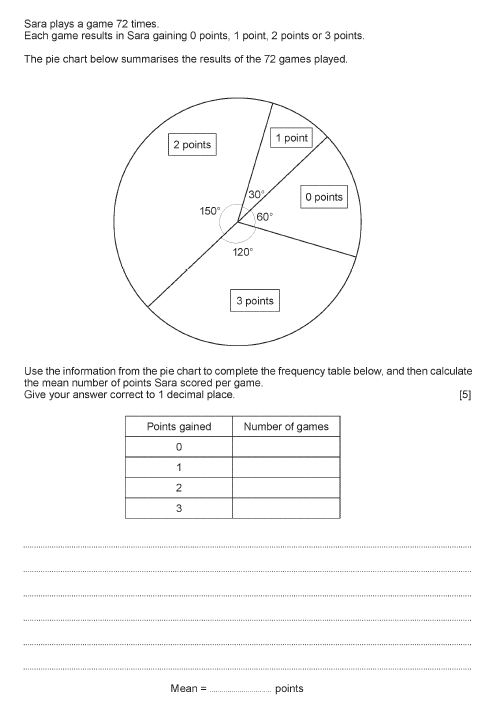 Sara plays a game 72 times.
Each game results in Sara gaining 0 points, 1 point, 2 points or 3 points.
The pie chart below summarises the results of the 72 games played.
1 point
2 points
30°
0 points
150°
60°
120°
3 points
Use the information from the pie chart to complete the frequency table below, and then calculate
the mean number of points Sara scored per game.
Give your answer correct to 1 decimal place. [5]
Points gained Number of games
0
1
2
3
Mean = .............................. points